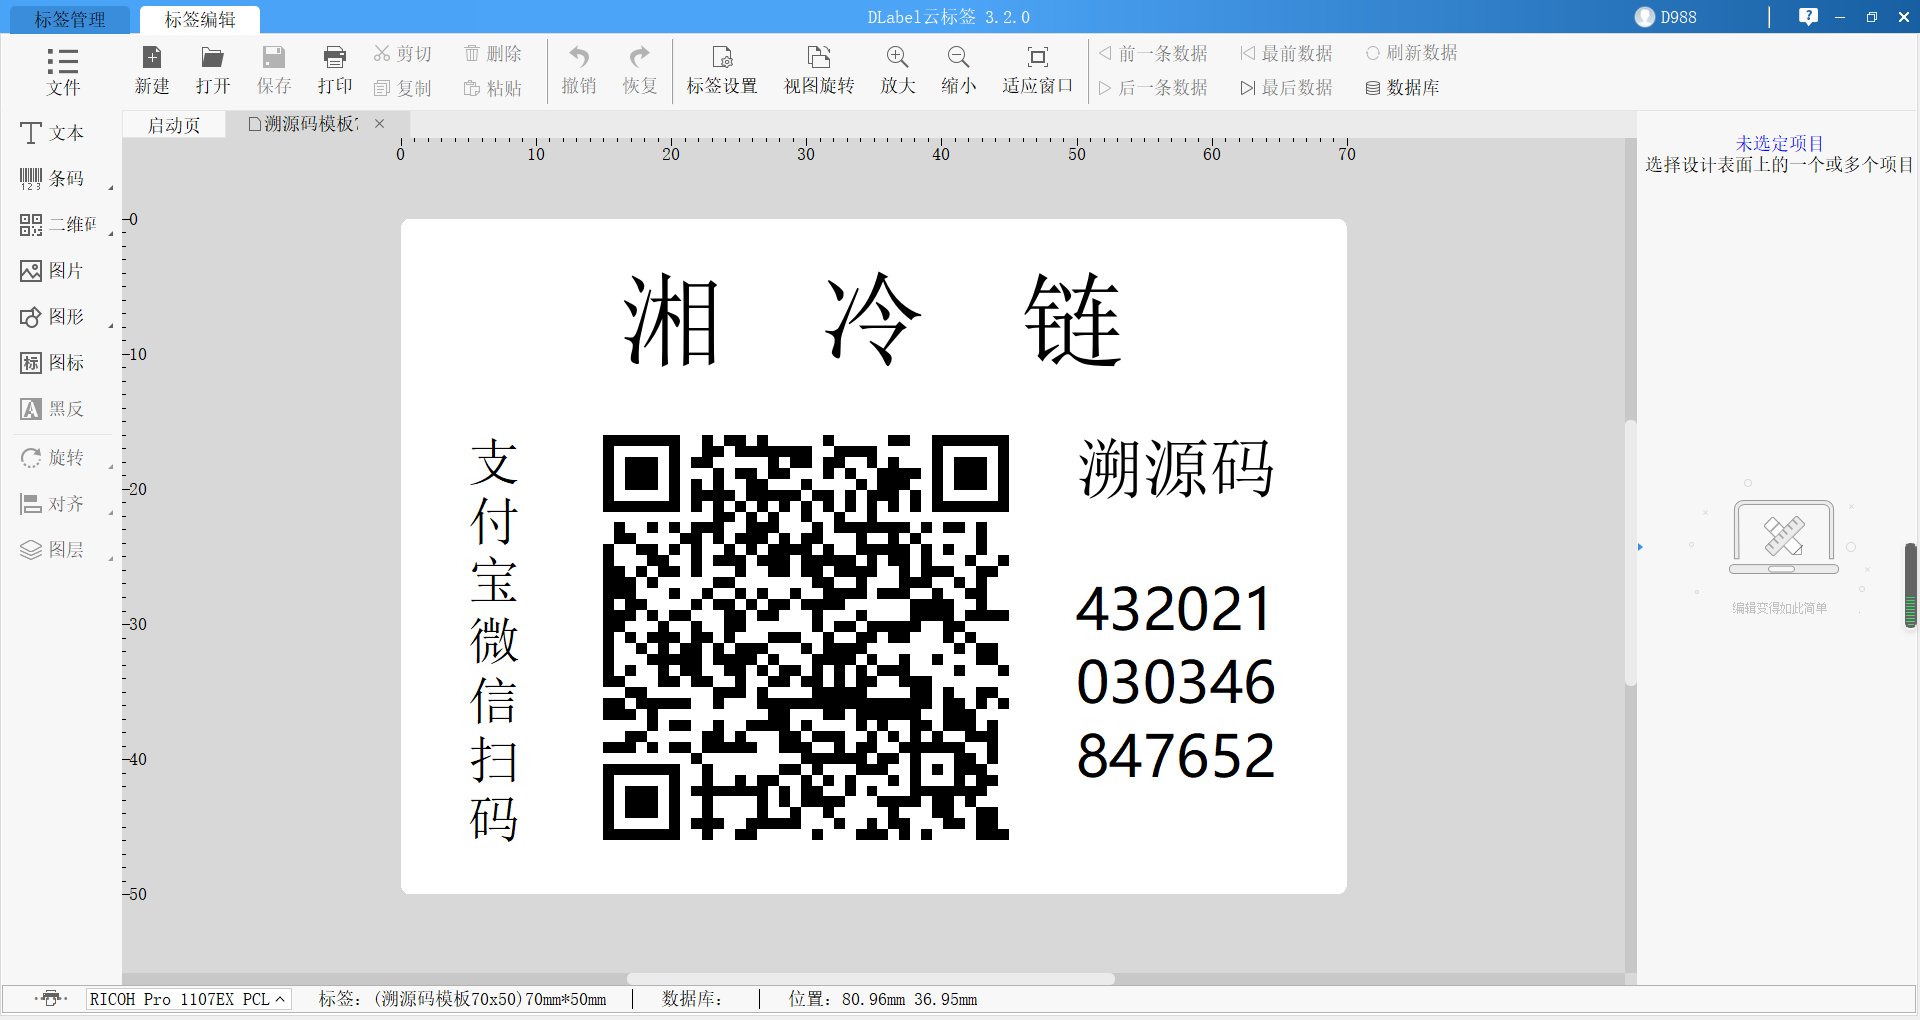 标签管理 标签编辑 DLabel云标签 3.2.0 D988
文件 新建 打开 保存 打印 剪切 复制 删除 粘贴 撤销 恢复 标签设置 视图旋转 放大 缩小 适应窗口 前一条数据 后一条数据 最前数据 最后数据 刷新数据 数据库
启动页 溯源码模板7
文本
条码
二维码
图片
图形
图标
黑反
旋转
对齐
图层
0 10 20 30 40 50 60 70
0
10
20
30
40
50
湘 冷 链
支付宝微信扫码
溯源码
432021
030346
847652
未选定项目
选择设计表面上的一个或多个项目
编辑变得如此简单
RICOH Pro 1107EX PCL 标签: (溯源码模板70x50)70mm*50mm 数据库: 位置: 80.96mm 36.95mm